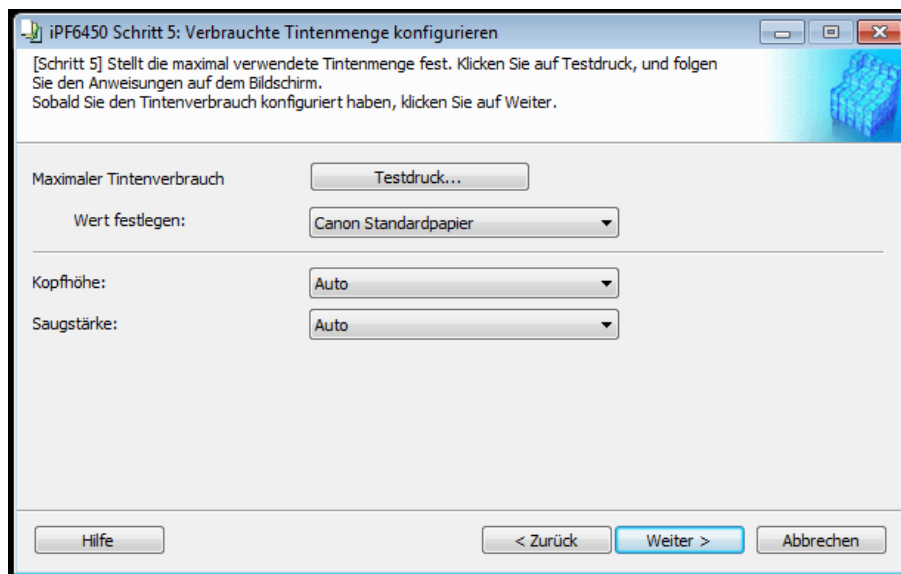 iPF6450 Schritt 5: Verbrauchte Tintenmenge konfigurieren
[Schritt 5] Stellt die maximal verwendete Tintenmenge fest. Klicken Sie auf Testdruck, und folgen
Sie den Anweisungen auf dem Bildschirm.
Sobald Sie den Tintenverbrauch konfiguriert haben, klicken Sie auf Weiter.
Maximaler Tintenverbrauch Testdruck...
Wert festlegen: Canon Standardpapier
Kopfhöhe: Auto
Saugstärke: Auto
Hilfe < Zurück Weiter > Abbrechen